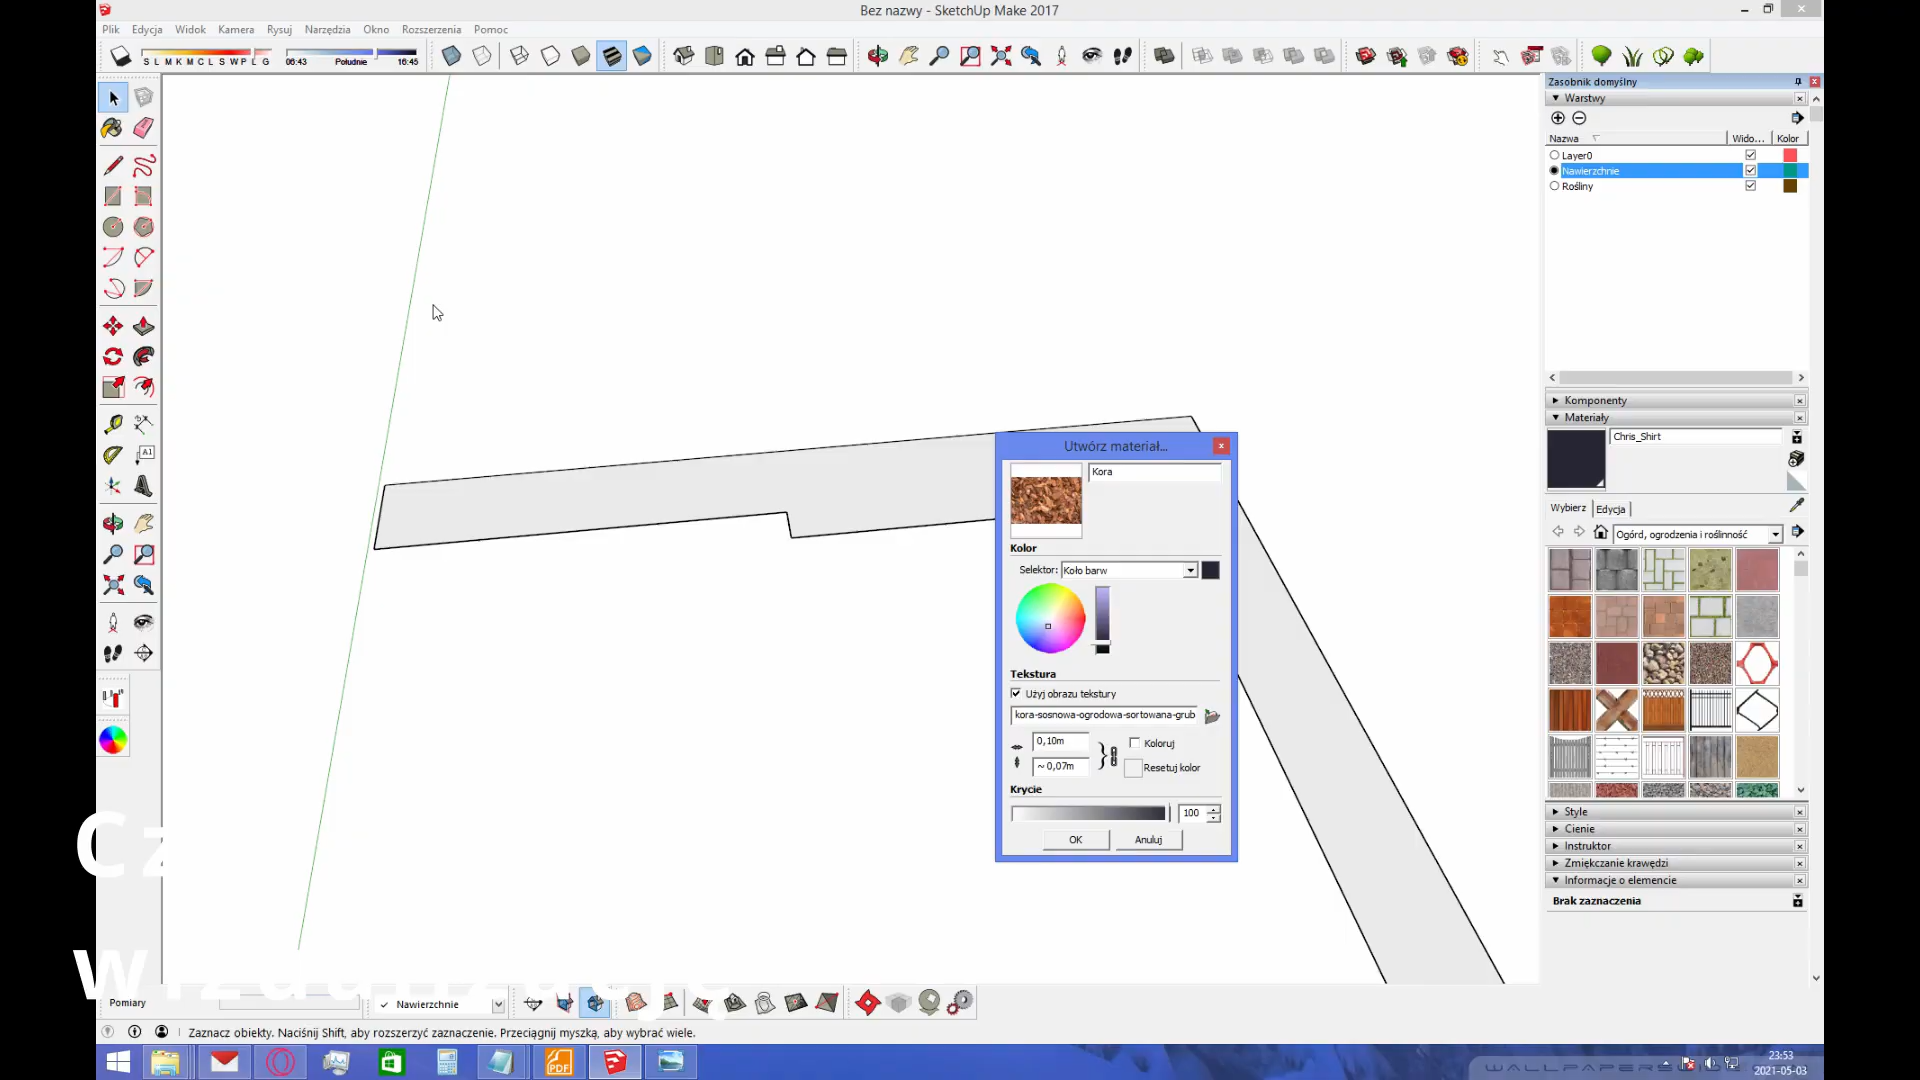 Bez nazwy - SketchUp Make 2017
Plik Edycja Widok Kamera Rysuj Narzędzia Okno Rozszerzenia Pomoc
S L M K M C L S W P L G 06:43 Południe 16:45
Zasobnik domyślny
Warstwy
Nazwa Wido... Kolor
Layer0
Nawierzchnie
Rośliny
Komponenty
Materiały
Chris_Shirt
Wybierz Edycja
Ogórd, ogrodzenia i roślinność
Utwórz materiał...
Kora
Kolor
Selektor: Koło barw
Tekstura
Użyj obrazu tekstury
kora-sosnowa-ogrodowa-sortowana-grub
0,10m
Koloruj
~ 0,07m
Resetuj kolor
Krycie
100
OK Anuluj
Style
Cienie
Instruktor
Zmiękczanie krawędzi
Informacje o elemencie
Brak zaznaczenia
Pomiary
Nawierzchnie
Zaznacz obiekty. Naciśnij Shift, aby rozszerzyć zaznaczenie. Przeciągnij myszką, aby wybrać wiele.
PDF
WALLPAPERS
23:53
2021-05-03